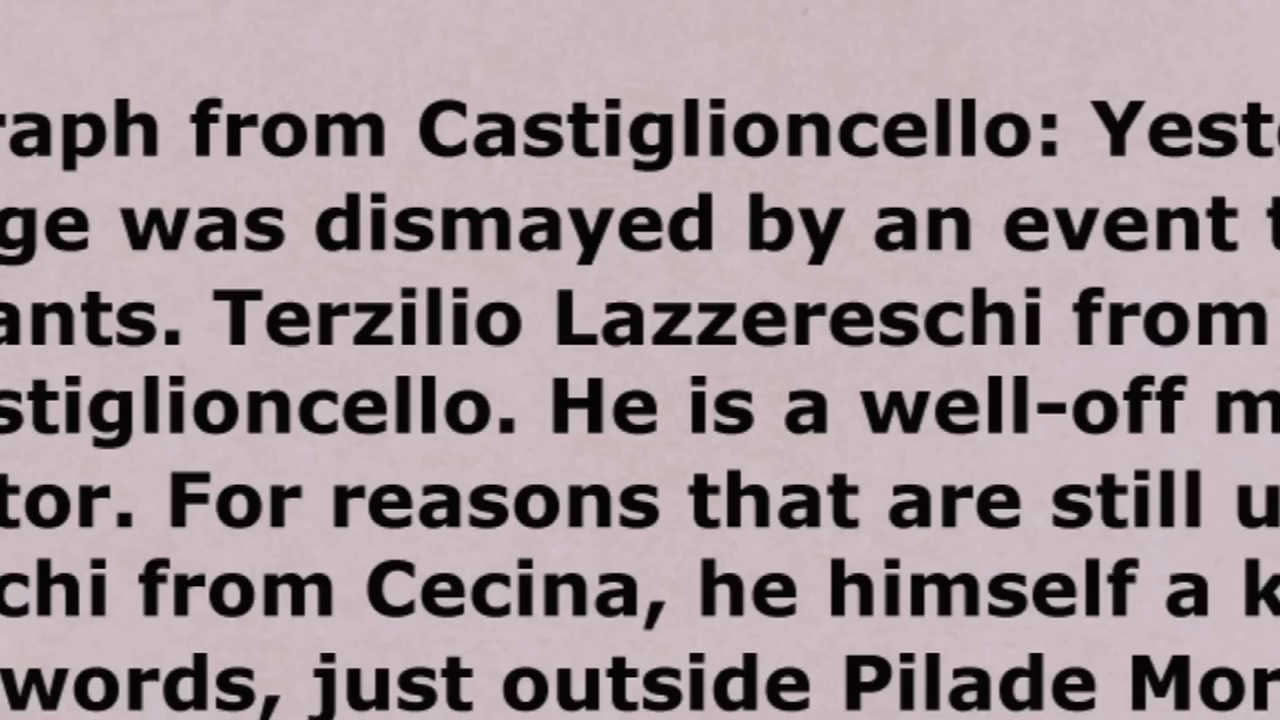 raph from Castiglioncello: Yest
ge was dismayed by an event t
ants. Terzilio Lazzereschi from
stiglioncello. He is a well-off m
tor. For reasons that are still u
chi from Cecina, he himself a k
words, just outside Pilade Mor